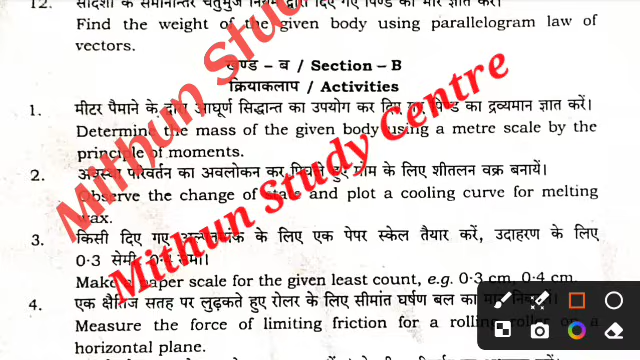 12. सदिशों के समानान्तर चतुर्भुज नियम द्वारा दिए गए पिण्ड का भार ज्ञात करें।
Find the weight of the given body using parallelogram law of
vectors.
खण्ड – ब / Section – B
क्रियाकलाप / Activities
1. मीटर पैमाने के द्वारा आघूर्ण सिद्धान्त का उपयोग कर दिए गए पिण्ड का द्रव्यमान ज्ञात करें।
Determine the mass of the given body using a metre scale by the
principle of moments.
2. अवस्था परिवर्तन का अवलोकन कर पिघले हुए मोम के लिए शीतलन वक्र बनायें।
Observe the change of state and plot a cooling curve for melting
wax.
3. किसी दिए गए अल्पतमांक के लिए एक पेपर स्केल तैयार करें, उदाहरण के लिए
0·3 सेमी, 0·4 सेमी।
Make a paper scale for the given least count, e.g. 0·3 cm, 0·4 cm.
4. एक क्षैतिज सतह पर लुढ़कते हुए रोलर के लिए सीमांत घर्षण बल का
Measure the force of limiting friction for a rolling roller on a
horizontal plane.
Mithun Study
Mithun Study Centre